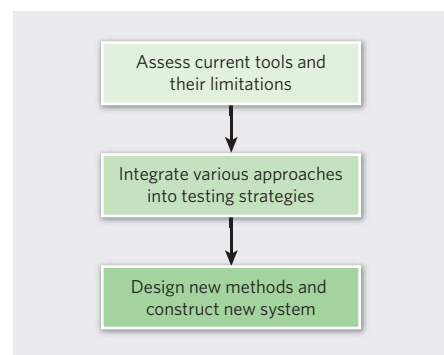 Assess current tools and
their limitations
Integrate various approaches
into testing strategies
Design new methods and
construct new system